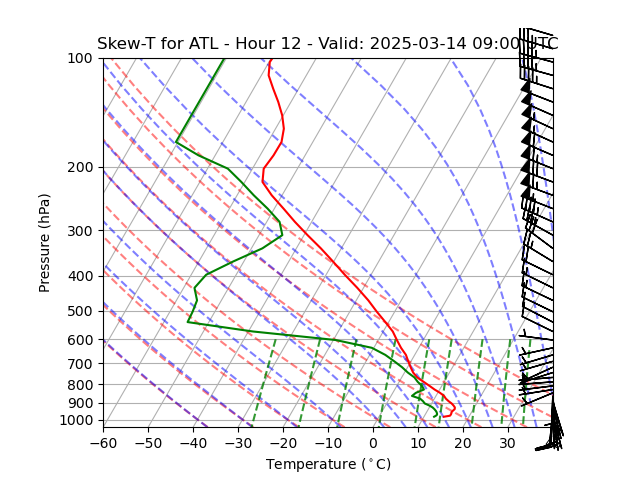 Skew-T for ATL - Hour 12 - Valid: 2025-03-14 09:00 UTC
100
200
300
400
500
600
700
800
900
1000
Pressure (hPa)
−60 −50 −40 −30 −20 −10 0 10 20 30
Temperature (°C)